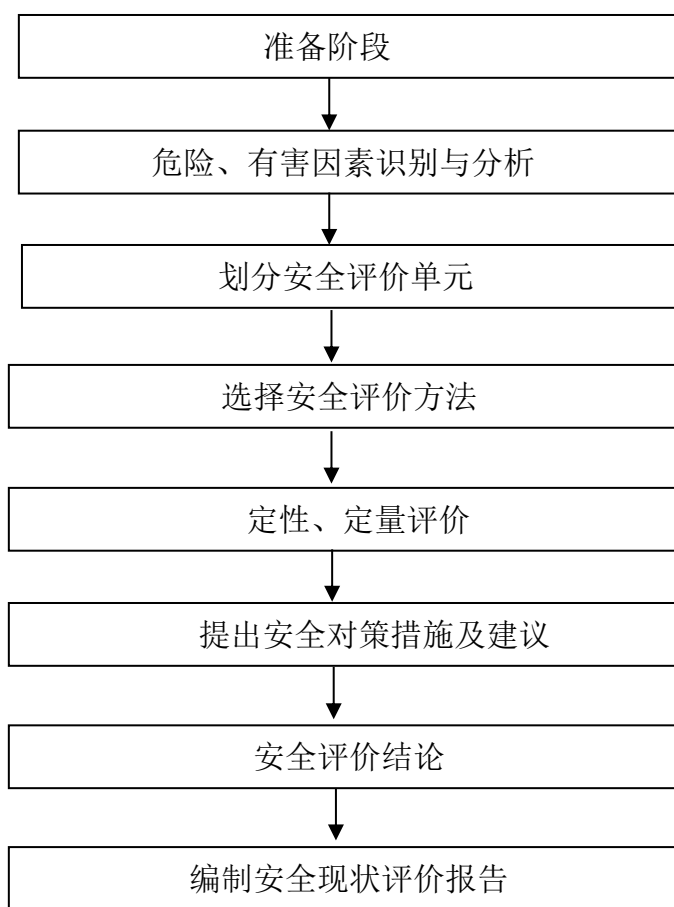 准备阶段
危险、有害因素识别与分析
划分安全评价单元
选择安全评价方法
定性、定量评价
提出安全对策措施及建议
安全评价结论
编制安全现状评价报告